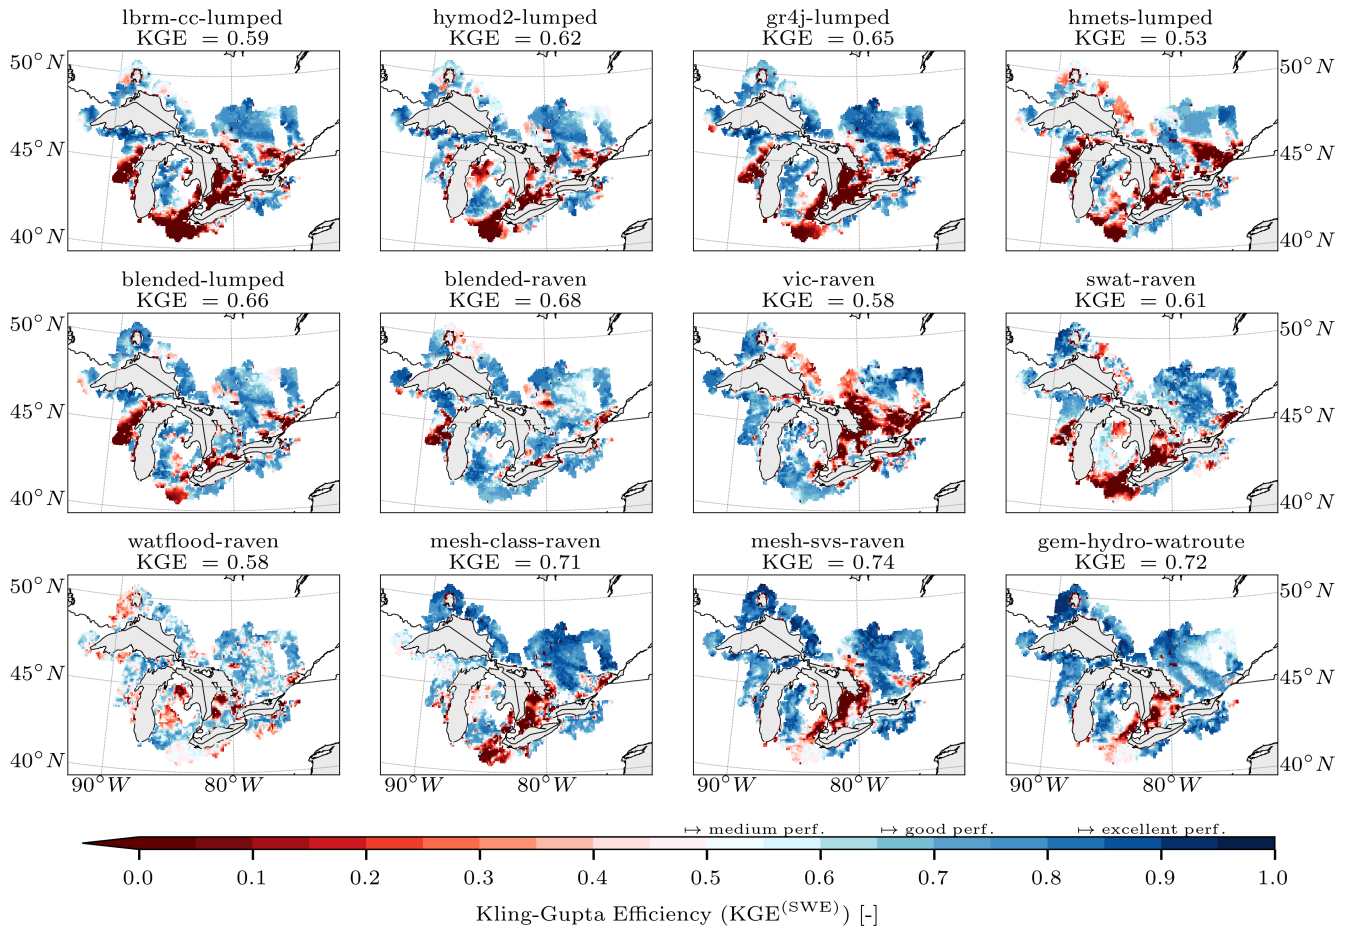 lbrm-cc-lumped hymod2-lumped gr4j-lumped hmets-lumped
KGE = 0.59 KGE = 0.62 KGE = 0.65 KGE = 0.53
50°N 50°N
45°N 45°N
40°N 40°N
blended-lumped blended-raven vic-raven swat-raven
KGE = 0.66 KGE = 0.68 KGE = 0.58 KGE = 0.61
50°N 50°N
45°N 45°N
40°N 40°N
watflood-raven mesh-class-raven mesh-svs-raven gem-hydro-watroute
KGE = 0.58 KGE = 0.71 KGE = 0.74 KGE = 0.72
50°N 50°N
45°N 45°N
40°N 40°N
90°W 80°W 90°W 80°W 90°W 80°W 90°W 80°W
↦ medium perf. ↦ good perf. ↦ excellent perf.
0.0 0.1 0.2 0.3 0.4 0.5 0.6 0.7 0.8 0.9 1.0
Kling-Gupta Efficiency (KGE^(SWE)) [-]